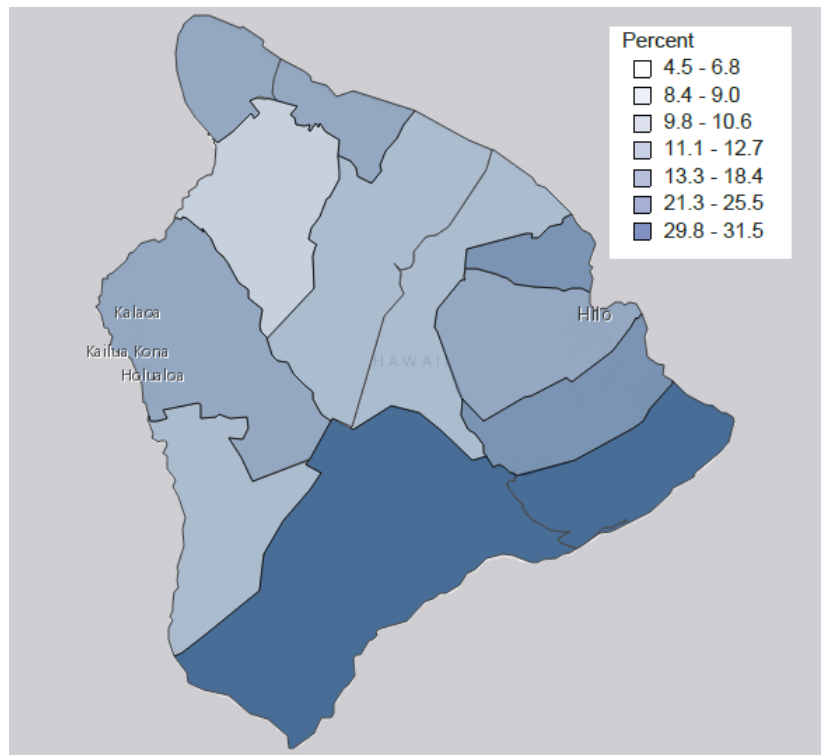 Percent
4.5 - 6.8
8.4 - 9.0
9.8 - 10.6
11.1 - 12.7
13.3 - 18.4
21.3 - 25.5
29.8 - 31.5
Kalaoa
Hilo
Kailua Kona
HAWAII
Holualoa